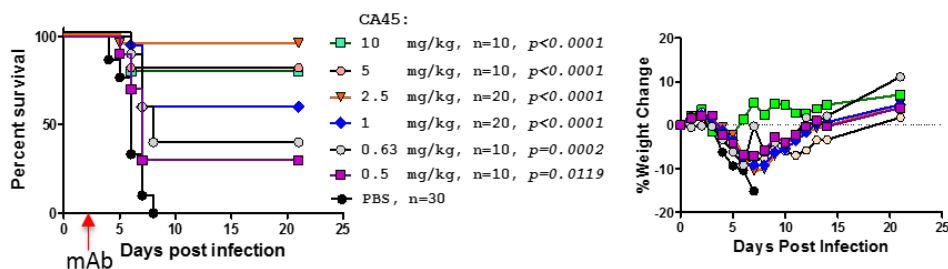 CA45:
10 mg/kg, n=10, p<0.0001
5 mg/kg, n=10, p<0.0001
2.5 mg/kg, n=20, p<0.0001
1 mg/kg, n=20, p<0.0001
0.63 mg/kg, n=10, p=0.0002
0.5 mg/kg, n=10, p=0.0119
PBS, n=30
Percent survival
100
50
0
0 5 10 15 20 25
Days post infection
mAb
%Weight Change
20
10
0
-10
-20
0 5 10 15 20 25
Days Post Infection